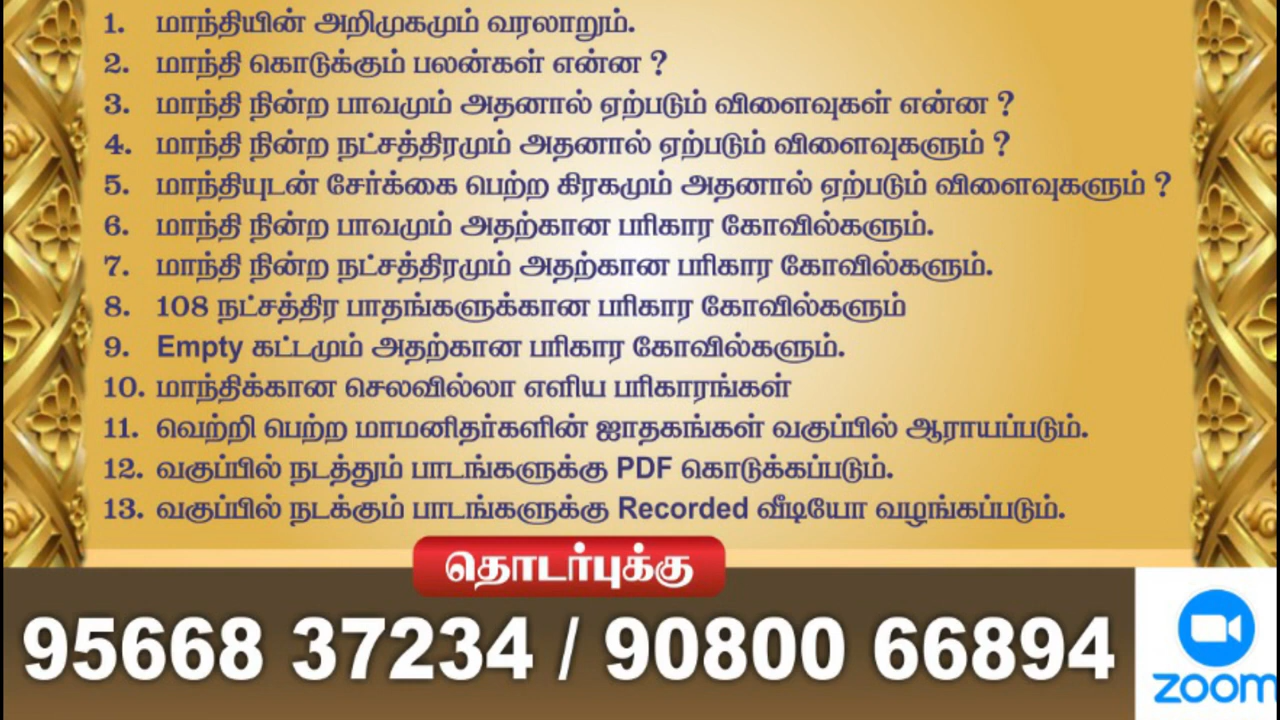 1. மாந்தியின் அறிமுகமும் வரலாறும்.
2. மாந்தி கொடுக்கும் பலன்கள் என்ன ?
3. மாந்தி நின்ற பாவமும் அதனால் ஏற்படும் விளைவுகள் என்ன ?
4. மாந்தி நின்ற நட்சத்திரமும் அதனால் ஏற்படும் விளைவுகளும் ?
5. மாந்தியுடன் சேர்க்கை பெற்ற கிரகமும் அதனால் ஏற்படும் விளைவுகளும் ?
6. மாந்தி நின்ற பாவமும் அதற்கான பரிகார கோவில்களும்.
7. மாந்தி நின்ற நட்சத்திரமும் அதற்கான பரிகார கோவில்களும்.
8. 108 நட்சத்திர பாதங்களுக்கான பரிகார கோவில்களும்
9. Empty கட்டமும் அதற்கான பரிகார கோவில்களும்.
10. மாந்திக்கான செலவில்லா எளிய பரிகாரங்கள்
11. வெற்றி பெற்ற மாமனிதர்களின் ஜாதகங்கள் வகுப்பில் ஆராயப்படும்.
12. வகுப்பில் நடத்தும் பாடங்களுக்கு PDF கொடுக்கப்படும்.
13. வகுப்பில் நடக்கும் பாடங்களுக்கு Recorded வீடியோ வழங்கப்படும்.
தொடர்புக்கு
95668 37234 / 90800 66894
zoom